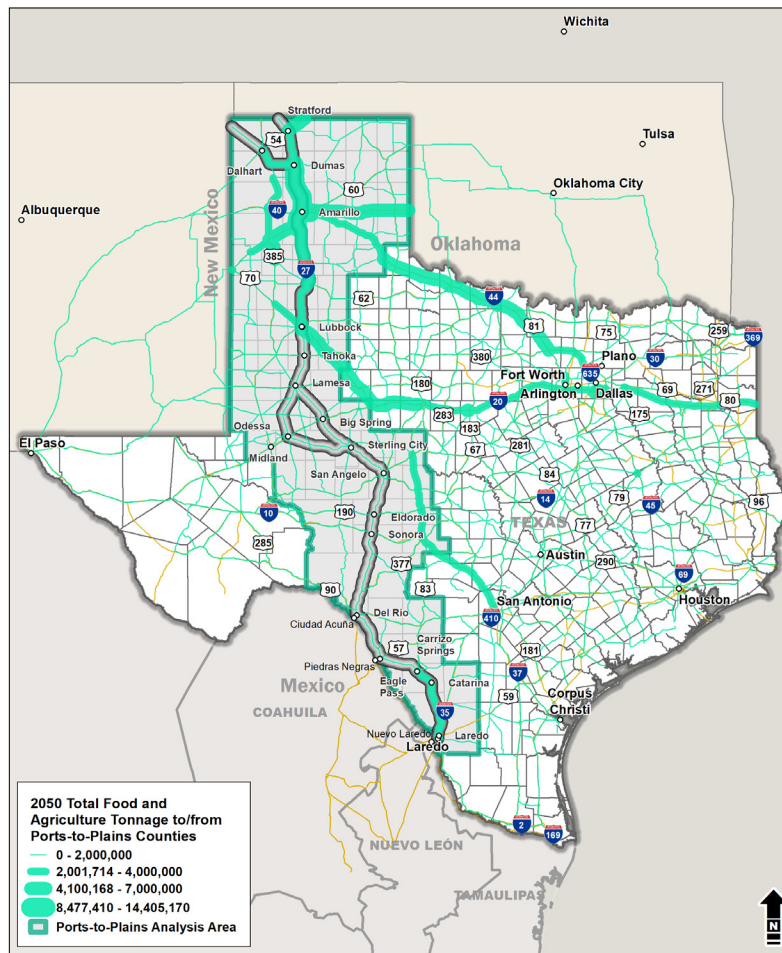 Wichita
Stratford
54
Tulsa
Dalhart
Dumas
60
Oklahoma City
Albuquerque
40
Amarillo
New Mexico
Oklahoma
385
27
70
44
62
81
75
259
369
Lubbock
Plano
30
380
Tahoka
Fort Worth
635
180
69
271
Lamesa
20
Arlington
Dallas
80
283
175
Odessa
Big Spring
183
Sterling City
281
El Paso
Midland
67
San Angelo
84
96
14
79
45
10
190
Eldorado
TEXAS
77
285
Sonora
Austin
290
377
69
90
83
San Antonio
Houston
Del Rio
410
Ciudad Acuña
57
Carrizo
Springs
181
Piedras Negras
37
Mexico
Eagle
Pass
Catarina
59
Corpus
Christi
COAHUILA
35
Nuevo Laredo
Laredo
Laredo
2050 Total Food and
Agriculture Tonnage to/from
Ports-to-Plains Counties
0 - 2,000,000
2,001,714 - 4,000,000
4,100,168 - 7,000,000
8,477,410 - 14,405,170
Ports-to-Plains Analysis Area
2
169
NUEVO LEÓN
TAMAULIPAS
N